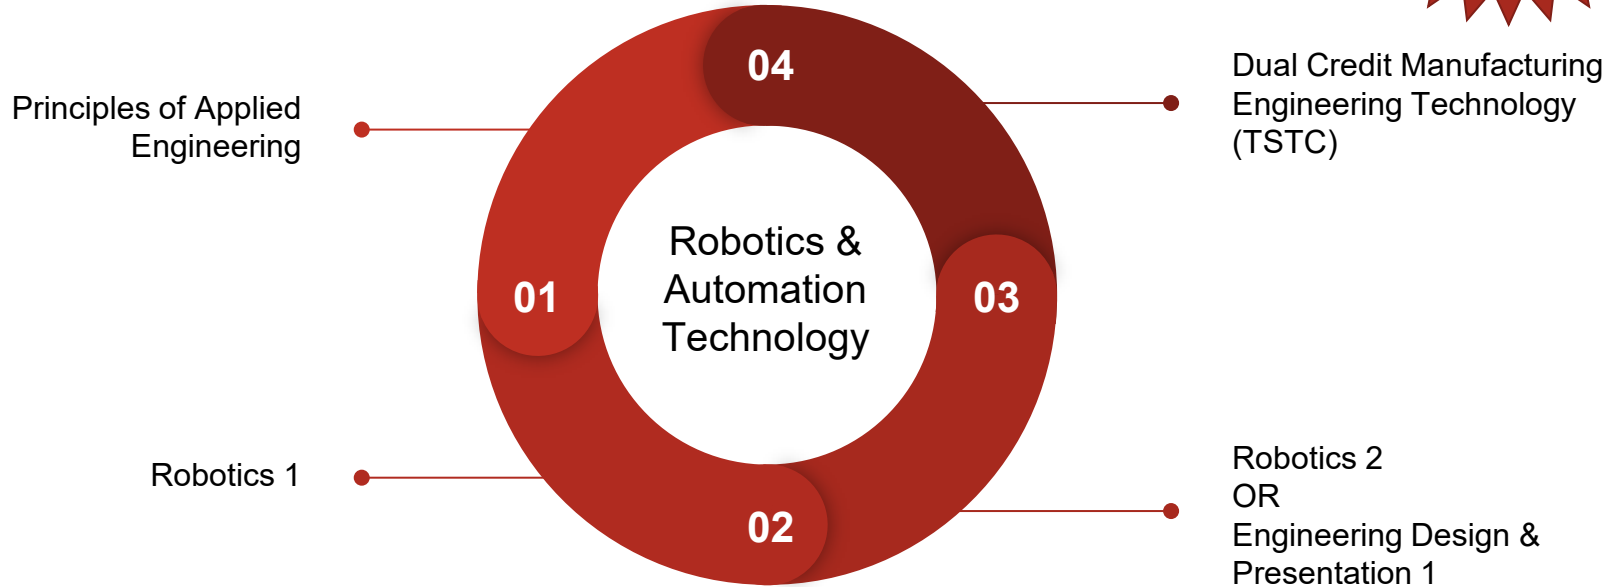 Principles of Applied
Engineering
01
Robotics 1
02
Robotics &
Automation
Technology
03
Robotics 2
OR
Engineering Design &
Presentation 1
04
Dual Credit Manufacturing
Engineering Technology
(TSTC)